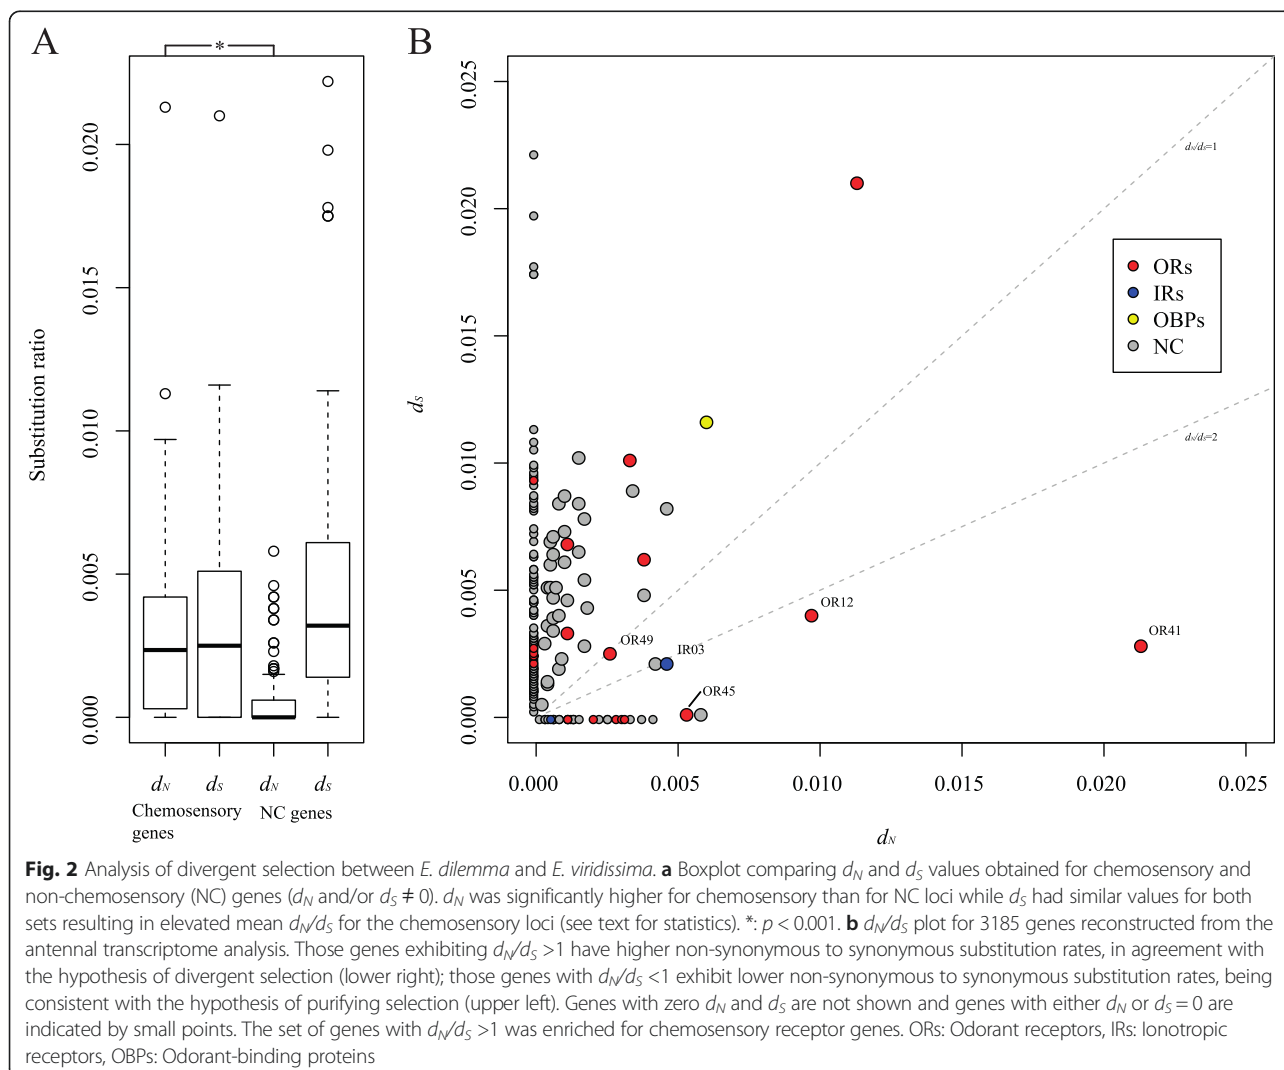 A
B
*
Substitution ratio
0.000
0.005
0.010
0.015
0.020
dN
dS
dN
dS
Chemosensory genes
NC genes
dS
0.000
0.005
0.010
0.015
0.020
0.025
dN/dS=1
dN/dS=2
ORs
IRs
OBPs
NC
OR12
OR41
OR49
IR03
OR45
0.000
0.005
0.010
0.015
0.020
0.025
dN
Fig. 2 Analysis of divergent selection between E. dilemma and E. viridissima. a Boxplot comparing dN and dS values obtained for chemosensory and
non-chemosensory (NC) genes (dN and/or dS ≠ 0). dN was significantly higher for chemosensory than for NC loci while dS had similar values for both
sets resulting in elevated mean dN/dS for the chemosensory loci (see text for statistics). *: p < 0.001. b dN/dS plot for 3185 genes reconstructed from the
antennal transcriptome analysis. Those genes exhibiting dN/dS >1 have higher non-synonymous to synonymous substitution rates, in agreement with
the hypothesis of divergent selection (lower right); those genes with dN/dS <1 exhibit lower non-synonymous to synonymous substitution rates, being
consistent with the hypothesis of purifying selection (upper left). Genes with zero dN and dS are not shown and genes with either dN or dS = 0 are
indicated by small points. The set of genes with dN/dS >1 was enriched for chemosensory receptor genes. ORs: Odorant receptors, IRs: Ionotropic
receptors, OBPs: Odorant-binding proteins